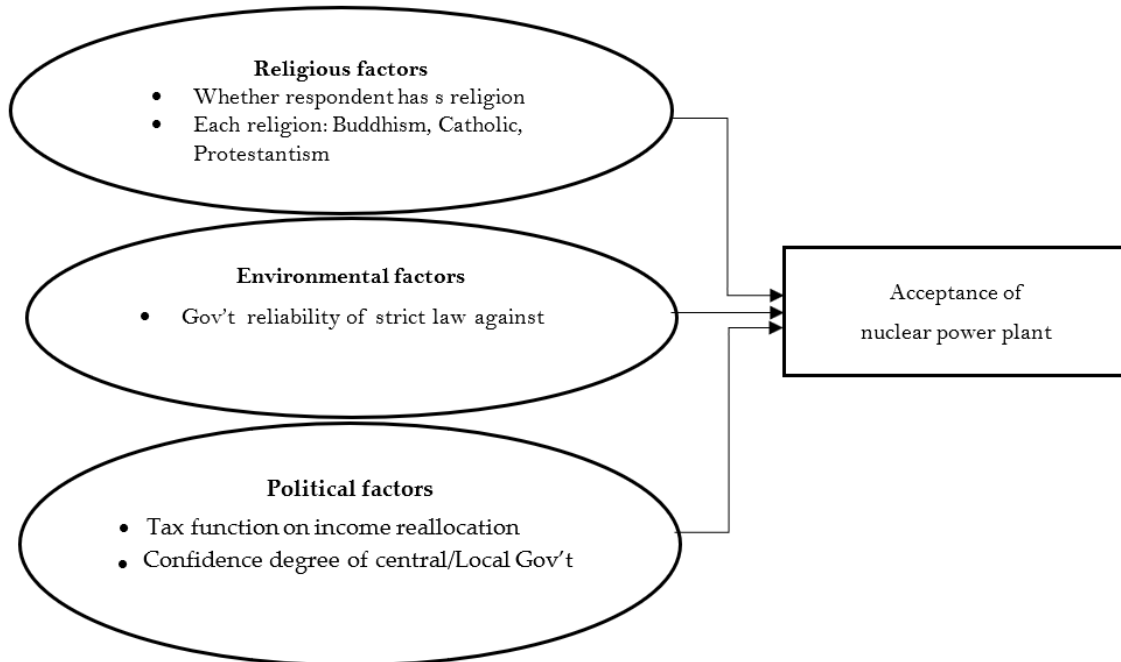 Religious factors
• Whether respondent has s religion
• Each religion: Buddhism, Catholic,
Protestantism
Environmental factors
• Gov't reliability of strict law against
Political factors
• Tax function on income reallocation
• Confidence degree of central/Local Gov't
Acceptance of
nuclear power plant